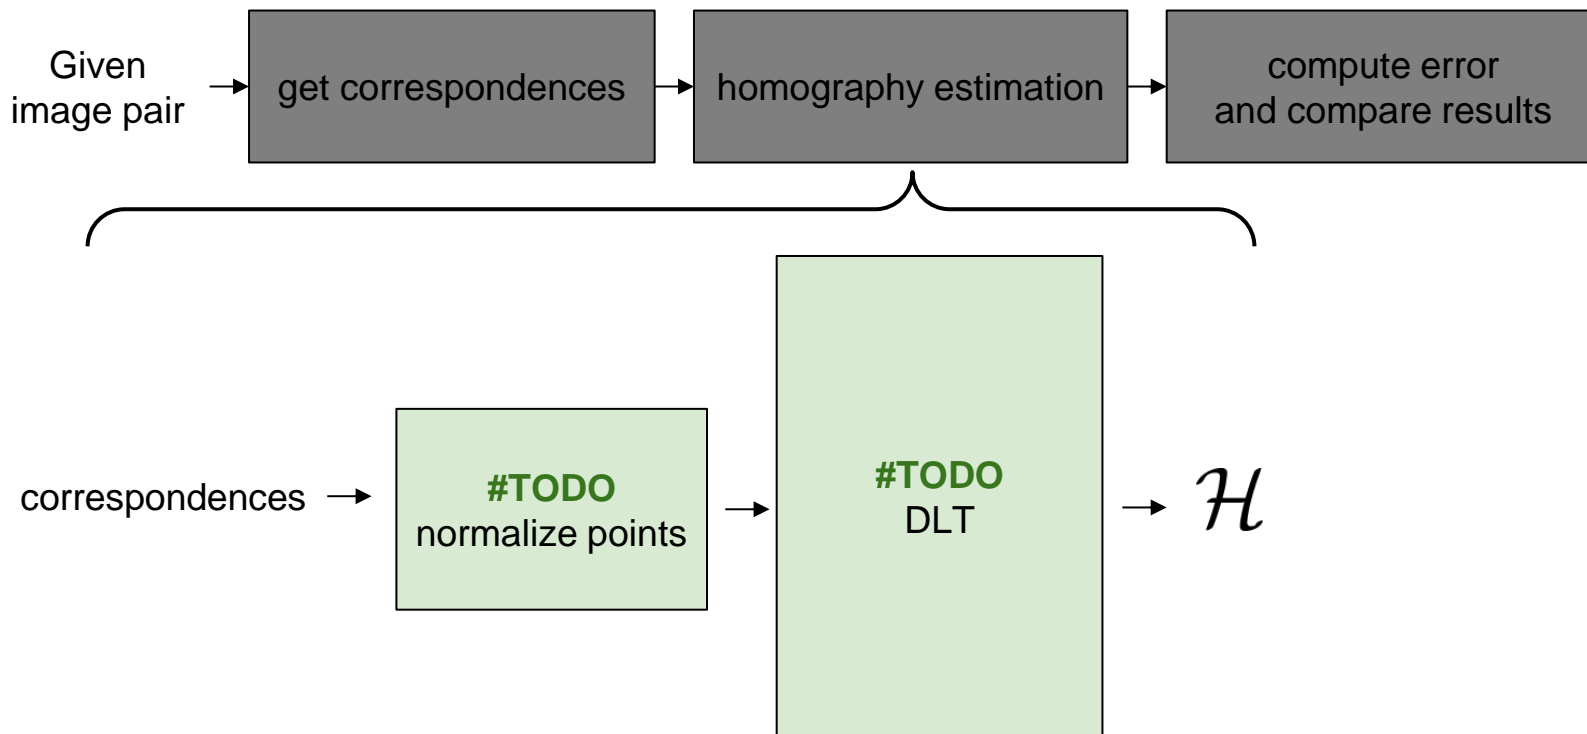 Given
image pair
get correspondences
homography estimation
compute error
and compare results
correspondences
#TODO
normalize points
#TODO
DLT
ℋ